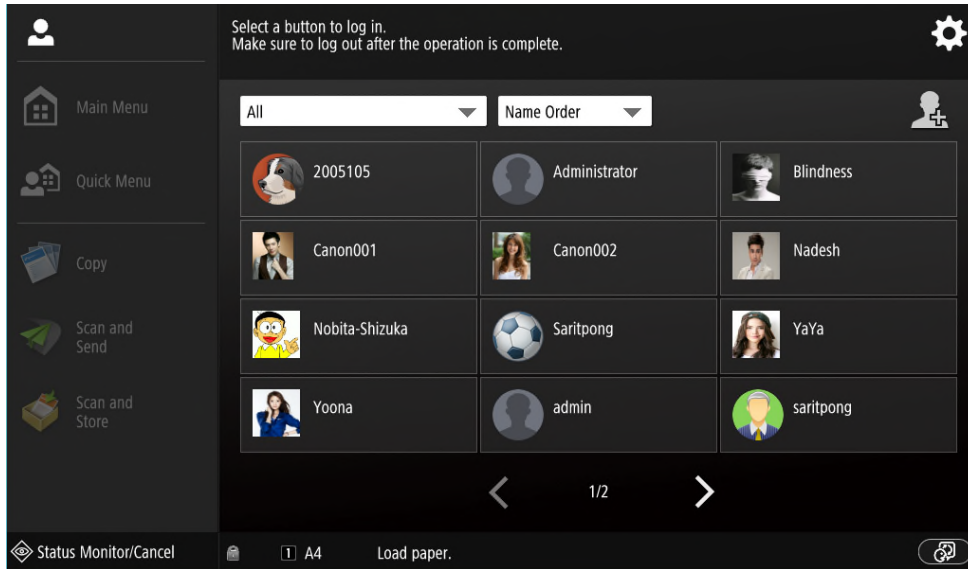 Select a button to log in.
Make sure to log out after the operation is complete.
Main Menu
Quick Menu
Copy
Scan and
Send
Scan and
Store
All
Name Order
2005105
Administrator
Blindness
Canon001
Canon002
Nadesh
Nobita-Shizuka
Saritpong
YaYa
Yoona
admin
saritpong
1/2
Status Monitor/Cancel
1 A4 Load paper.